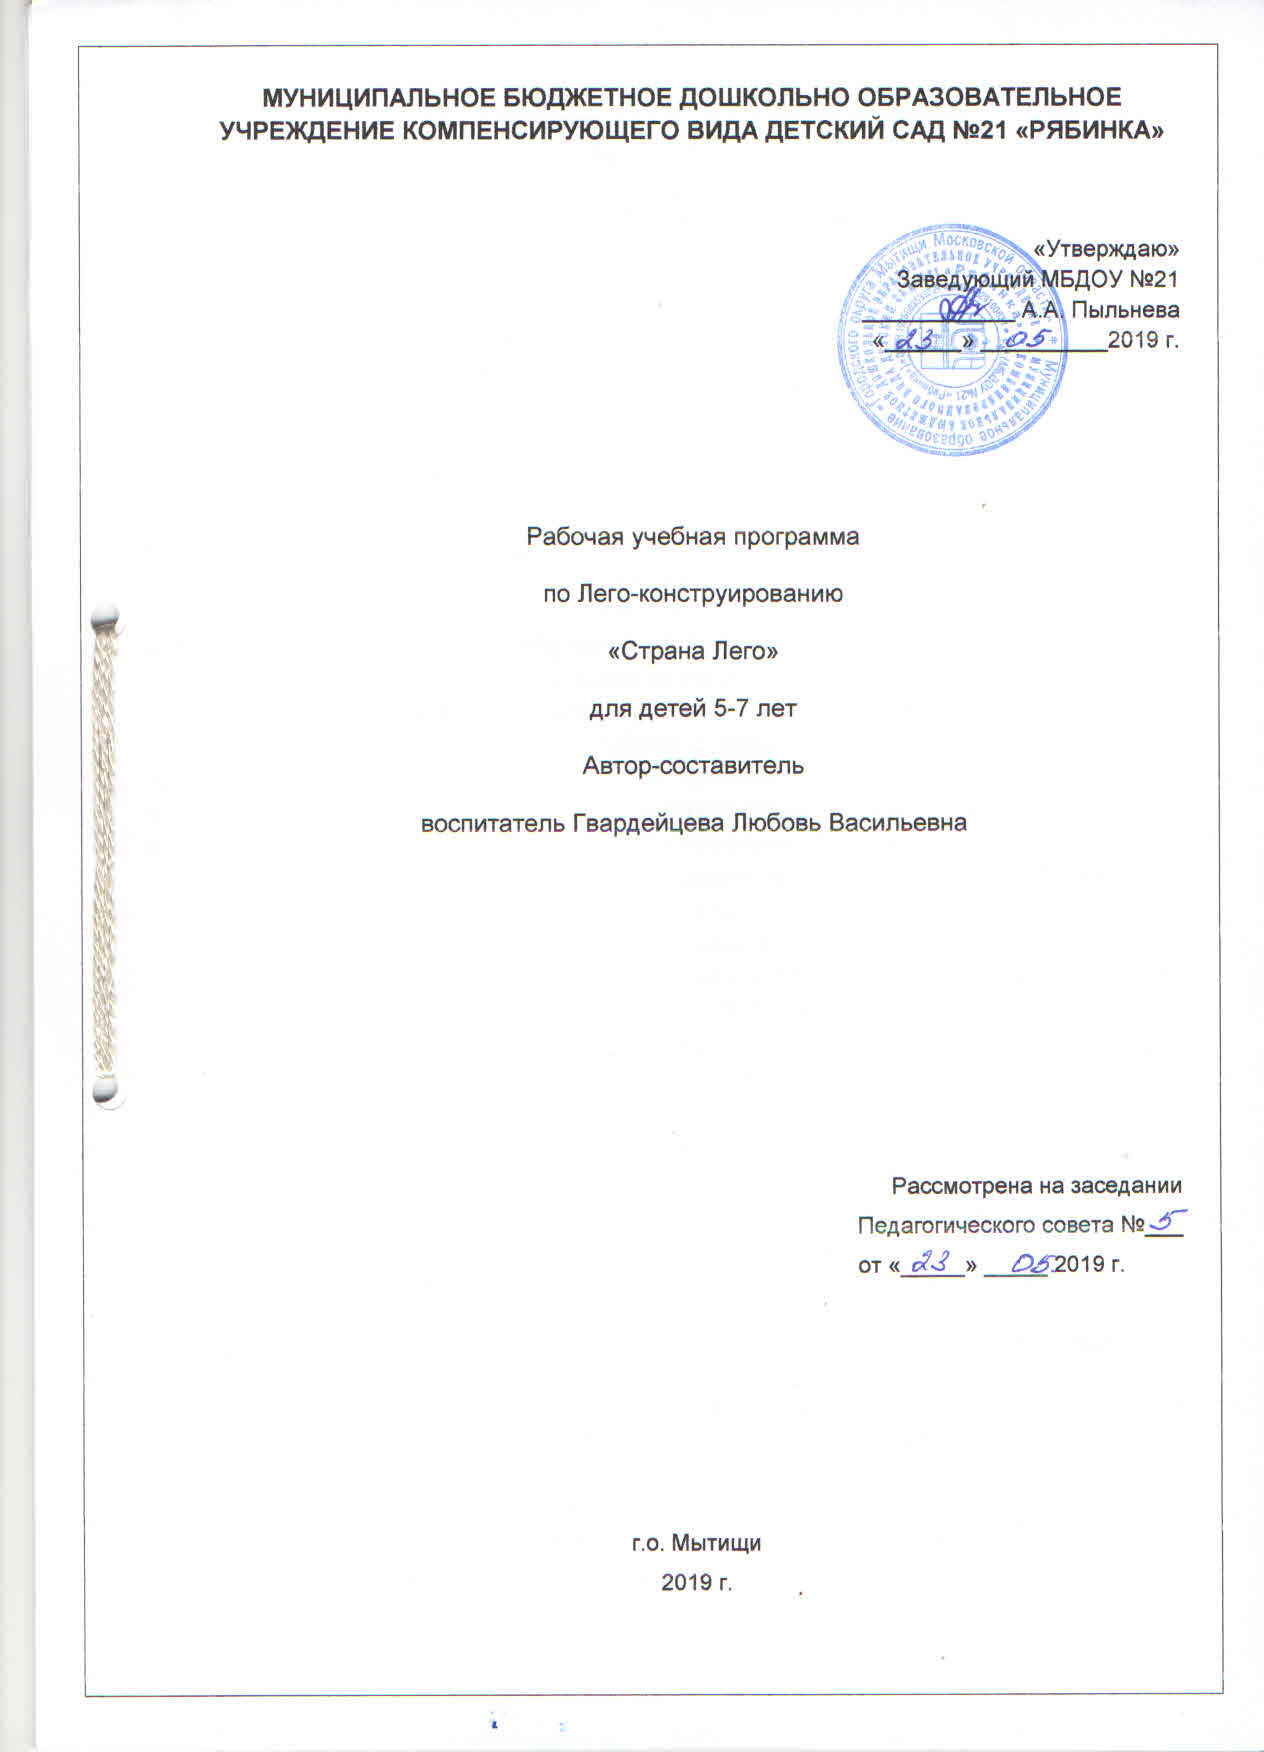 МУНИЦИПАЛЬНОЕ БЮДЖЕТНОЕ ДОШКОЛЬНО ОБРАЗОВАТЕЛЬНОЕ
УЧРЕЖДЕНИЕ КОМПЕНСИРУЮЩЕГО ВИДА ДЕТСКИЙ САД №21 «РЯБИНКА»
«Утверждаю»
Заведующий МБДОУ №21
А.А. Пыльнева
«23» 05 2019 г.
Рабочая учебная программа
по Лего-конструированию
«Страна Лего»
для детей 5-7 лет
Автор-составитель
воспитатель Гвардейцева Любовь Васильевна
Рассмотрена на заседании
Педагогического совета № 5
от «23» 05.2019 г.
г.о. Мытищи
2019 г.